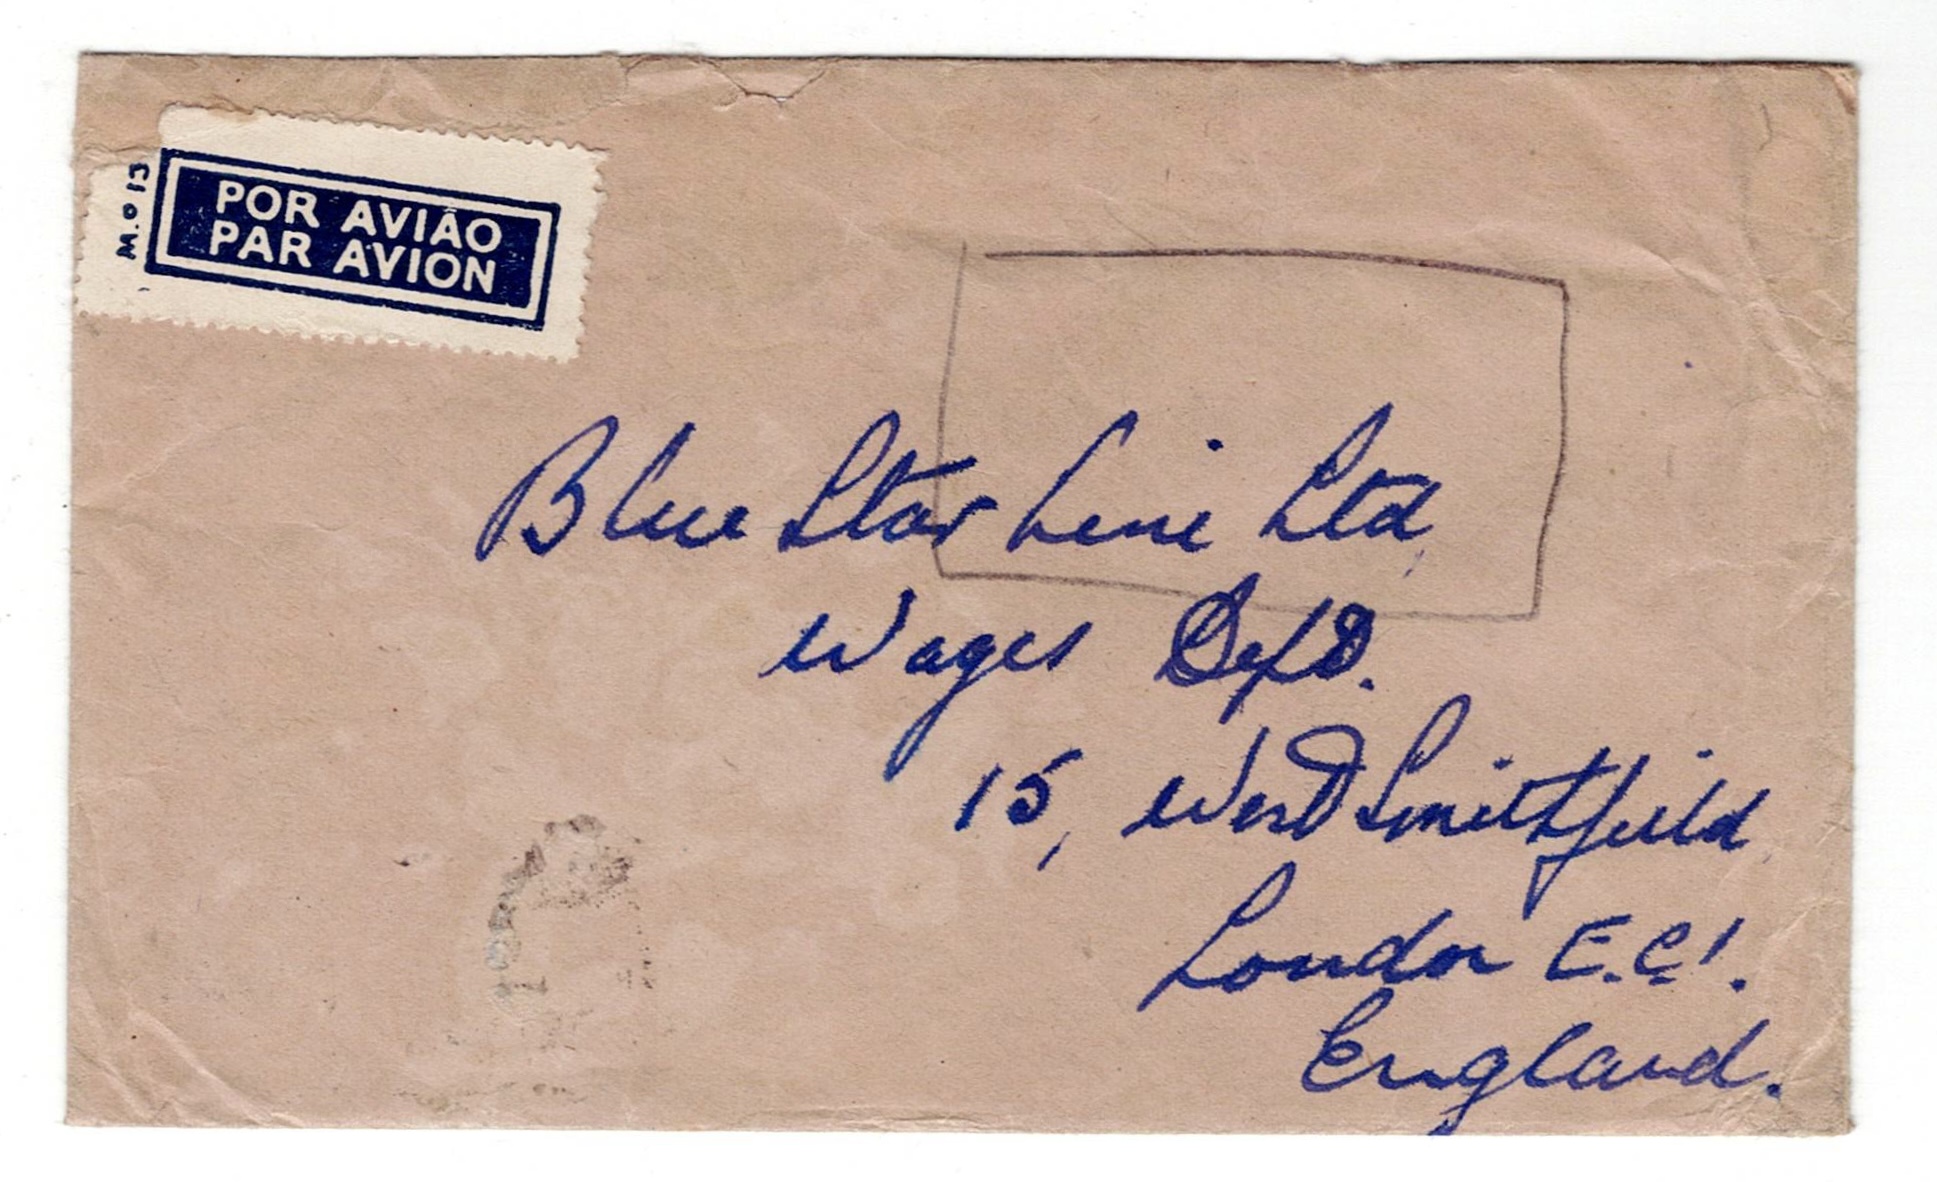 M.º 13
POR AVIÃO
PAR AVION
Blue Star Line Ltd,
Wages Dept.
15, West Smithfield,
London E.C.1.
England.